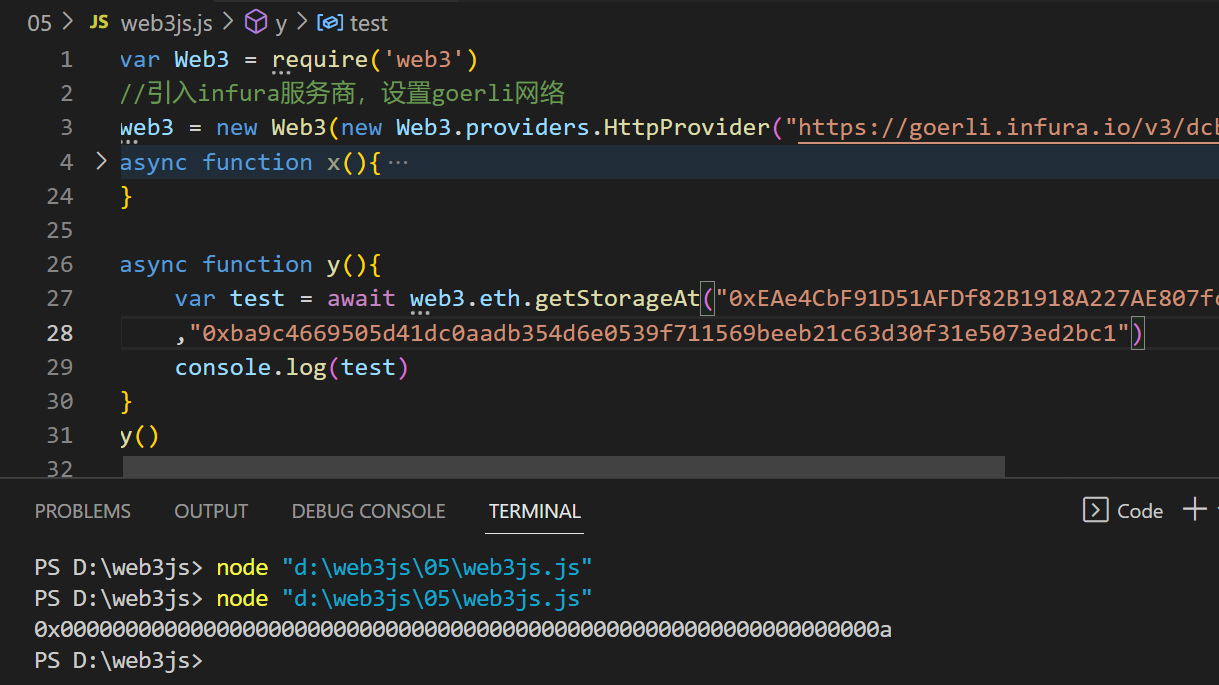 05 > JS web3js.js > y > test
1 var Web3 = require('web3')
2 //引入infura服务商，设置goerli网络
3 web3 = new Web3(new Web3.providers.HttpProvider("https://goerli.infura.io/v3/dcb
4 > async function x(){ ···
24 }
25
26 async function y(){
27 var test = await web3.eth.getStorageAt("0xEAe4CbF91D51AFDf82B1918A227AE807fc
28 ,"0xba9c4669505d41dc0aadb354d6e0539f711569beeb21c63d30f31e5073ed2bc1")
29 console.log(test)
30 }
31 y()
32
PROBLEMS OUTPUT DEBUG CONSOLE TERMINAL Code
PS D:\web3js> node "d:\web3js\05\web3js.js"
PS D:\web3js> node "d:\web3js\05\web3js.js"
0x000000000000000000000000000000000000000000000000000000000000000a
PS D:\web3js>